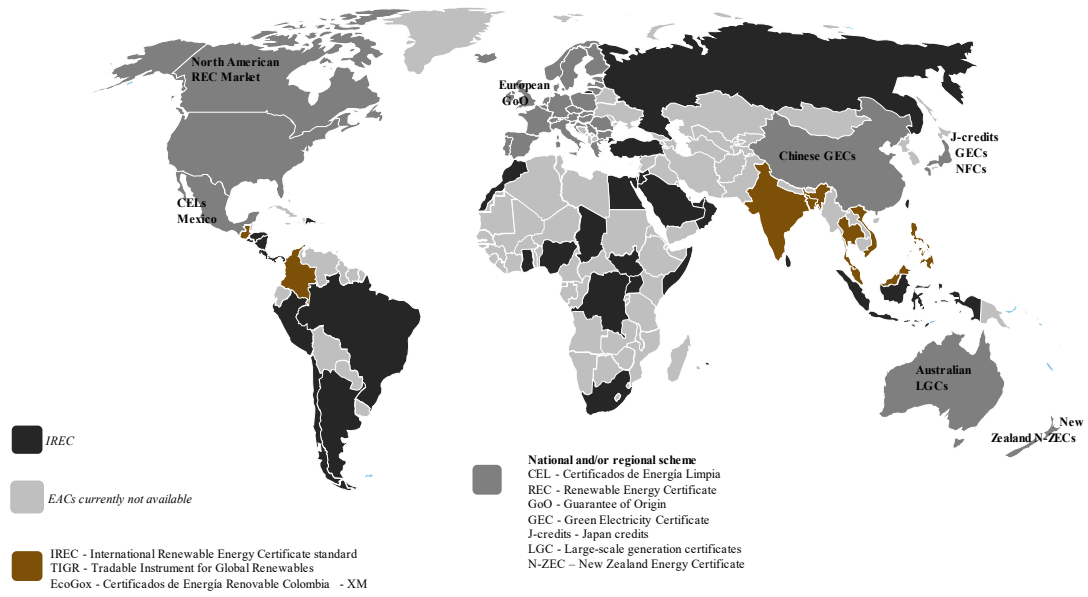 North American
REC Market
European
GoO
J-credits
GECs
NFCs
Chinese GECs
CELs
Mexico
Australian
LGCs
New
Zealand N-ZECs
IREC
EACs currently not available
IREC - International Renewable Energy Certificate standard
TIGR - Tradable Instrument for Global Renewables
EcoGox - Certificados de Energía Renovable Colombia - XM
National and/or regional scheme
CEL - Certificados de Energía Limpia
REC - Renewable Energy Certificate
GoO - Guarantee of Origin
GEC - Green Electricity Certificate
J-credits - Japan credits
LGC - Large-scale generation certificates
N-ZEC – New Zealand Energy Certificate